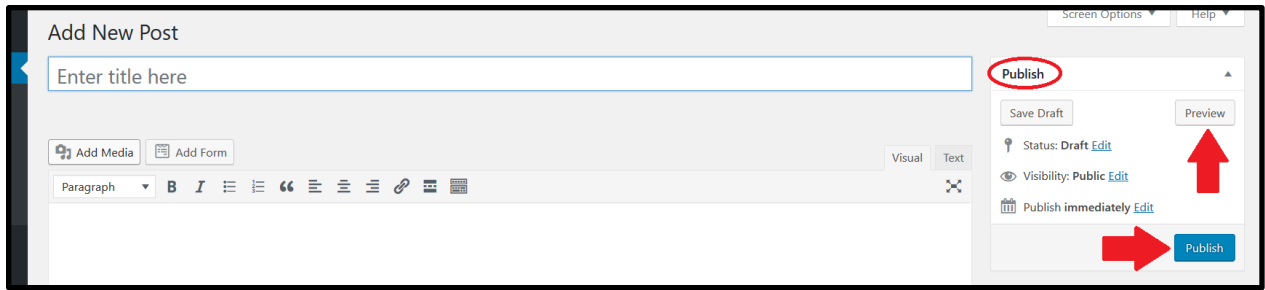 Screen Options ▼ Help ▼
Add New Post
Enter title here
Publish
Save Draft Preview
Add Media Add Form
Status: Draft Edit
Visual Text
Visibility: Public Edit
Paragraph B I
Publish immediately Edit
Publish